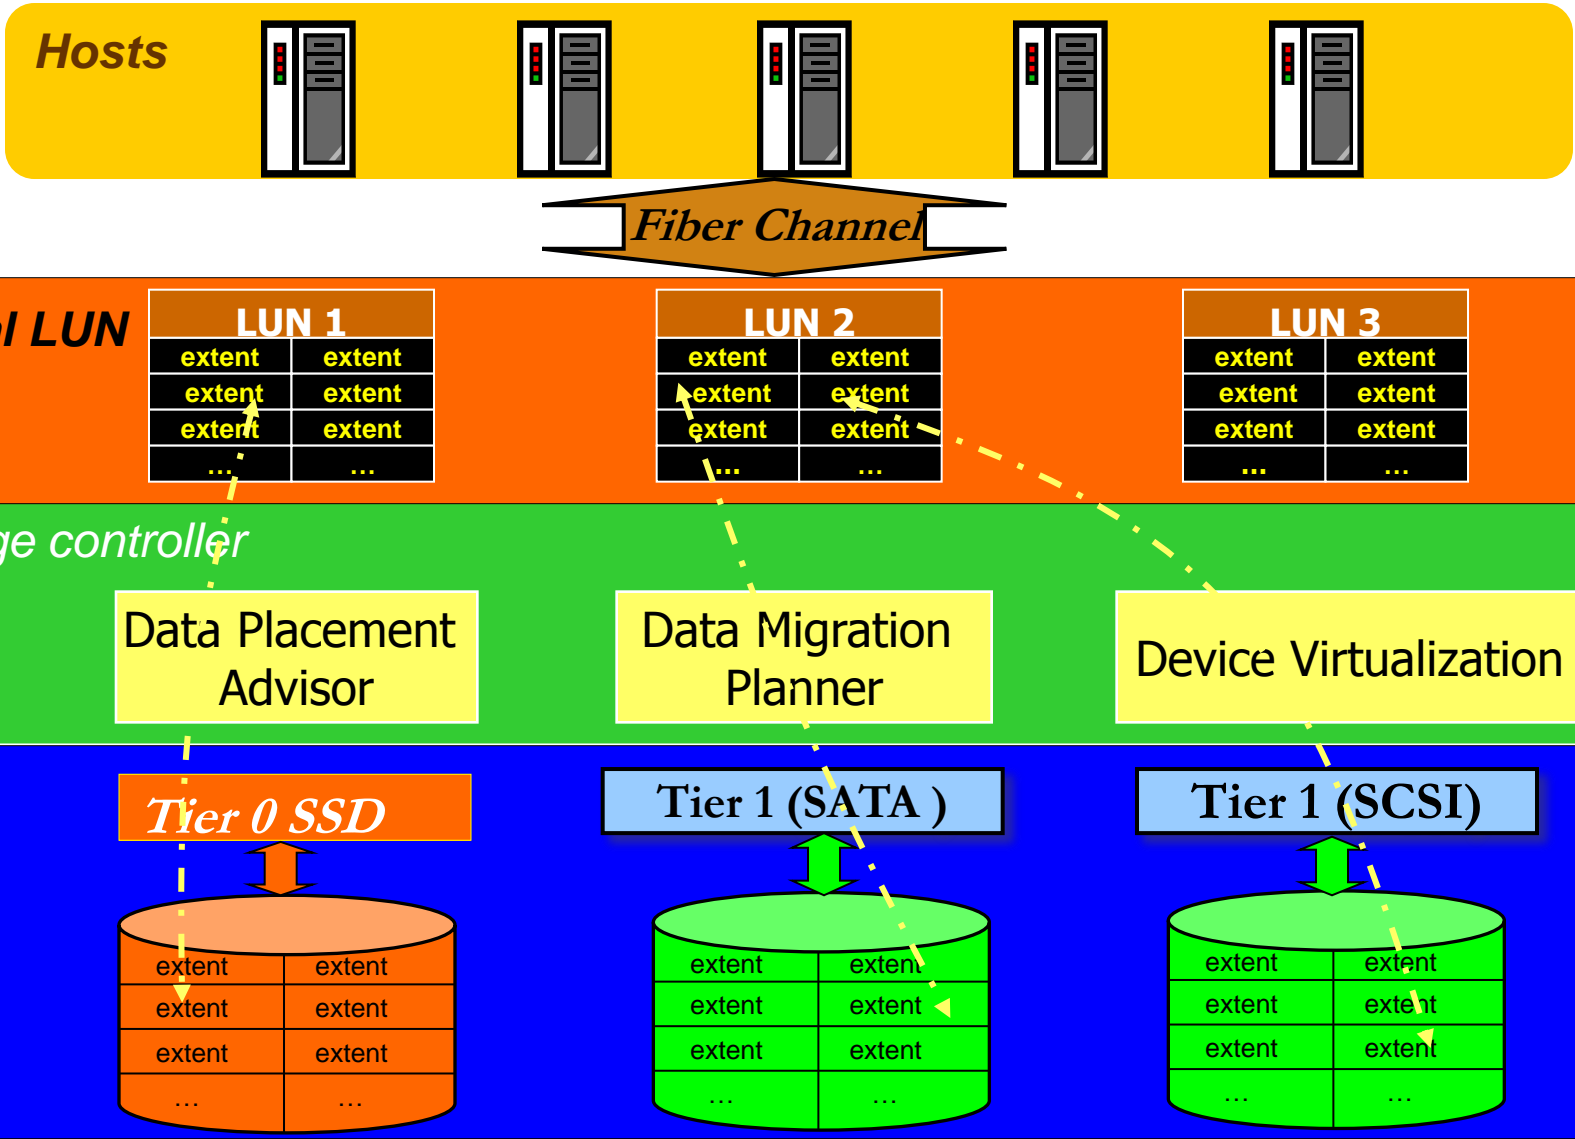 Hosts
Fiber Channel
LUN
LUN 1
extent extent
extent extent
extent extent
... ...
LUN 2
extent extent
extent extent
extent extent
... ...
LUN 3
extent extent
extent extent
extent extent
... ...
controller
Data Placement
Advisor
Data Migration
Planner
Device Virtualization
Tier 0 SSD
Tier 1 (SATA )
Tier 1 (SCSI)
extent extent
extent extent
extent extent
... ...
extent extent
extent extent
extent extent
... ...
extent extent
extent extent
extent extent
... ...